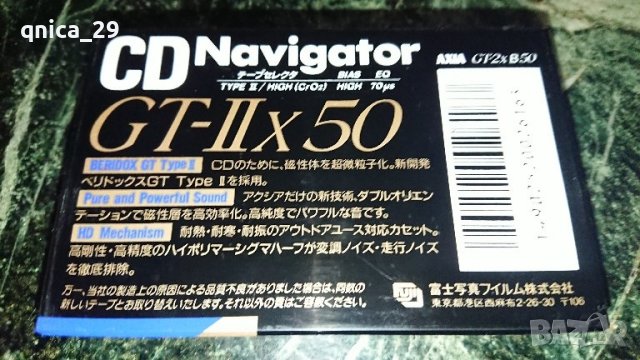 qnica_29
CD Navigator
AXIA GT-2x B50
テープセレクタ BIAS EQ
TYPE Ⅱ/HIGH(CrO₂) HIGH 70μs
GT-Ⅱx50
BERIDOX GT Type Ⅱ CDのために、磁性体を超微粒子化。新開発
ベリドックスGT Type Ⅱを採用。
Pure and Powerful Sound アクシアだけの新技術、ダブルオリエン
テーションで磁性層を高効率化。高純度でパワフルな音です。
HD Mechanism 耐熱・耐寒・耐振のアウトドアユース対応カセット。
高剛性・高精度のハイポリマーシグマハーフが変調ノイズ・走行ノイズ
を徹底排除。
万一、当社の製造上の原因による品質不良がありました場合は、同数の
新しいテープとお取り替えいたします。それ以外の責はご容赦ください。
FUJI 富士写真フイルム株式会社
東京都港区西麻布2-26-30 〒106
BAZAR